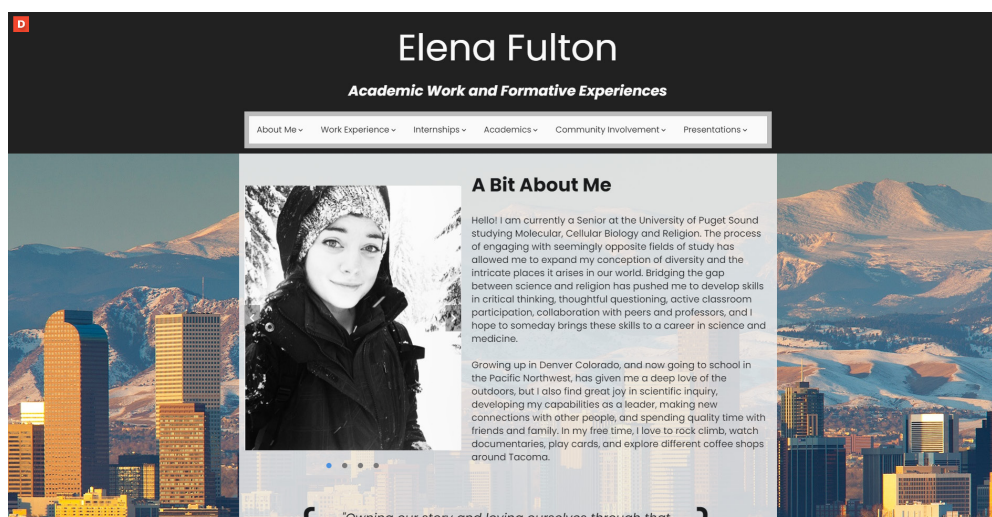 D
Elena Fulton
Academic Work and Formative Experiences
About Me Work Experience Internships Academics Community Involvement Presentations
A Bit About Me
Hello! I am currently a Senior at the University of Puget Sound
studying Molecular, Cellular Biology and Religion. The process
of engaging with seemingly opposite fields of study has
allowed me to expand my conception of diversity and the
intricate places it arises in our world. Bridging the gap
between science and religion has pushed me to develop skills
in critical thinking, thoughtful questioning, active classroom
participation, collaboration with peers and professors, and I
hope to someday brings these skills to a career in science and
medicine.
Growing up in Denver Colorado, and now going to school in
the Pacific Northwest, has given me a deep love of the
outdoors, but I also find great joy in scientific inquiry,
developing my capabilities as a leader, making new
connections with other people, and spending quality time with
friends and family. In my free time, I love to rock climb, watch
documentaries, play cards, and explore different coffee shops
around Tacoma.
"Owning our story and loving ourselves through that